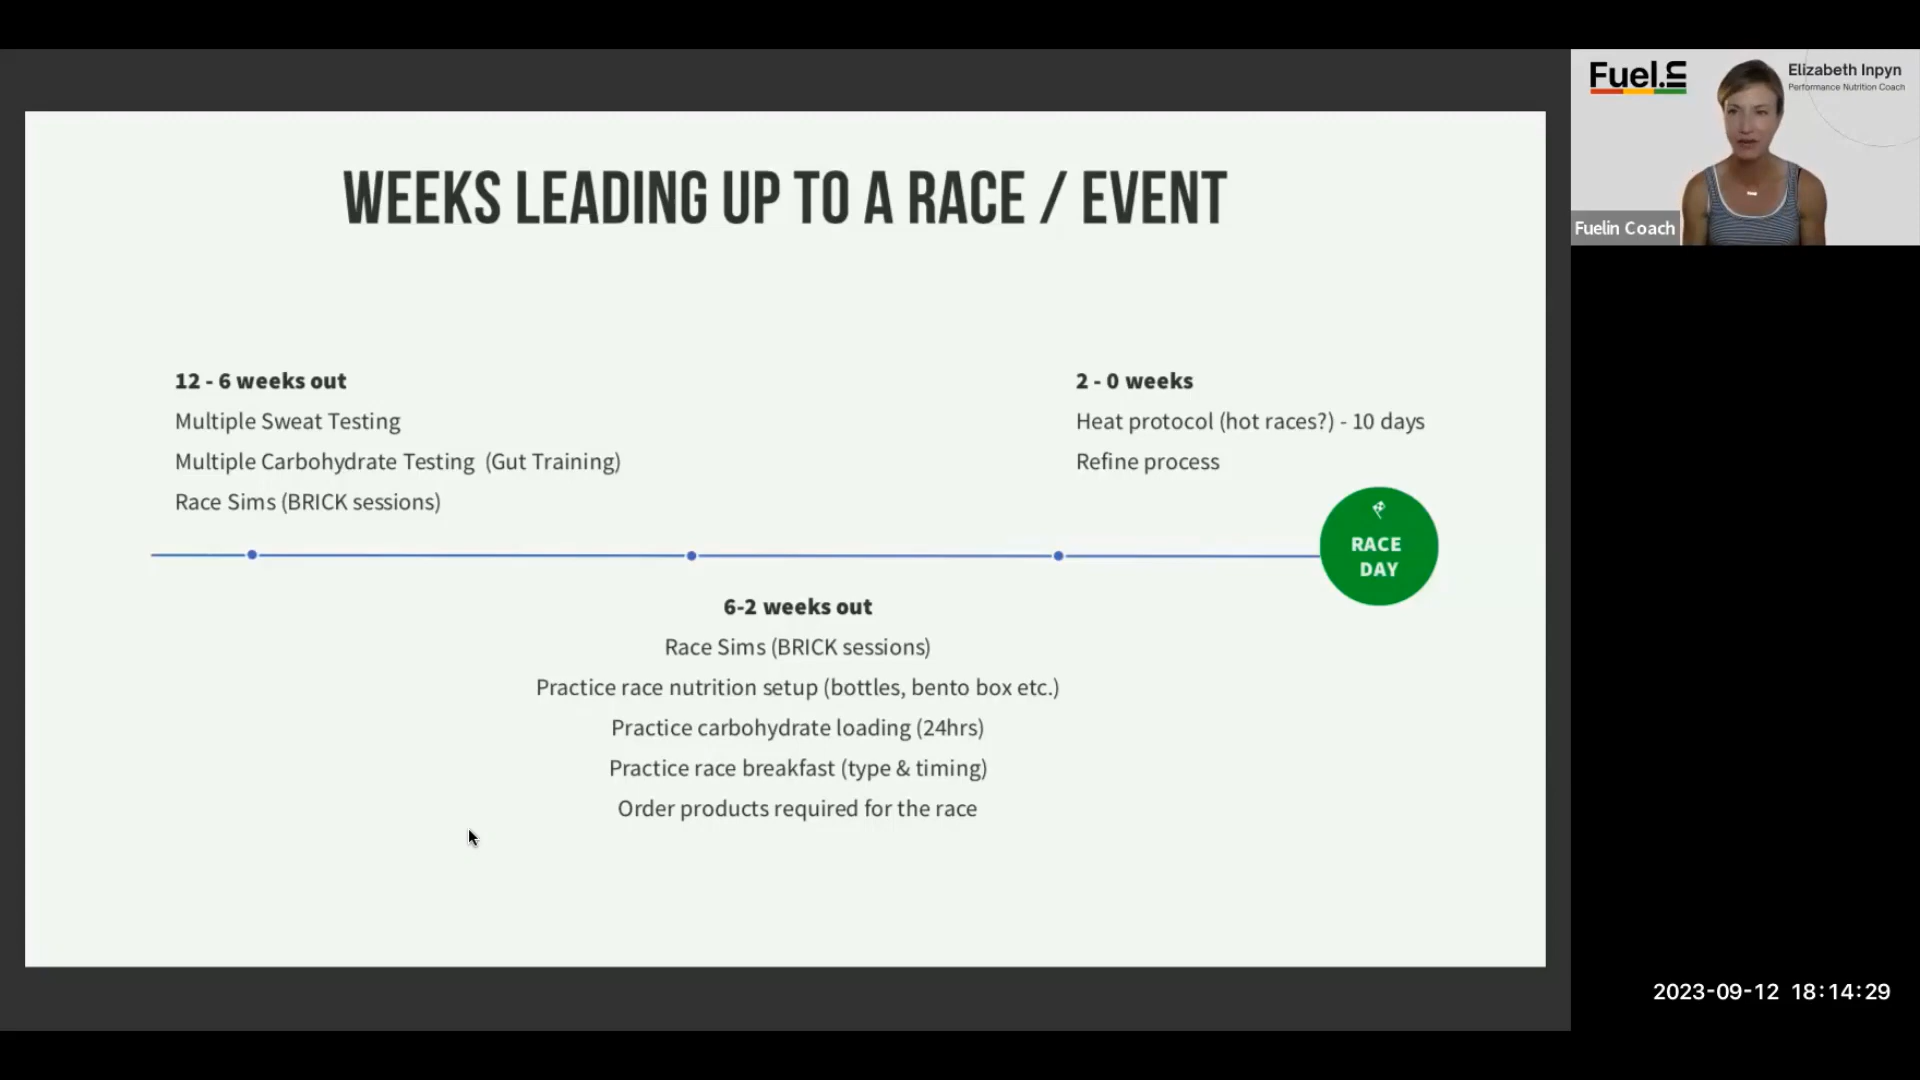 WEEKS LEADING UP TO A RACE / EVENT
12 - 6 weeks out
Multiple Sweat Testing
Multiple Carbohydrate Testing (Gut Training)
Race Sims (BRICK sessions)
2 - 0 weeks
Heat protocol (hot races?) - 10 days
Refine process
RACE
DAY
6-2 weeks out
Race Sims (BRICK sessions)
Practice race nutrition setup (bottles, bento box etc.)
Practice carbohydrate loading (24hrs)
Practice race breakfast (type & timing)
Order products required for the race
Fuel.in
Elizabeth Inpyn
Performance Nutrition Coach
Fuelin Coach
2023-09-12 18:14:29